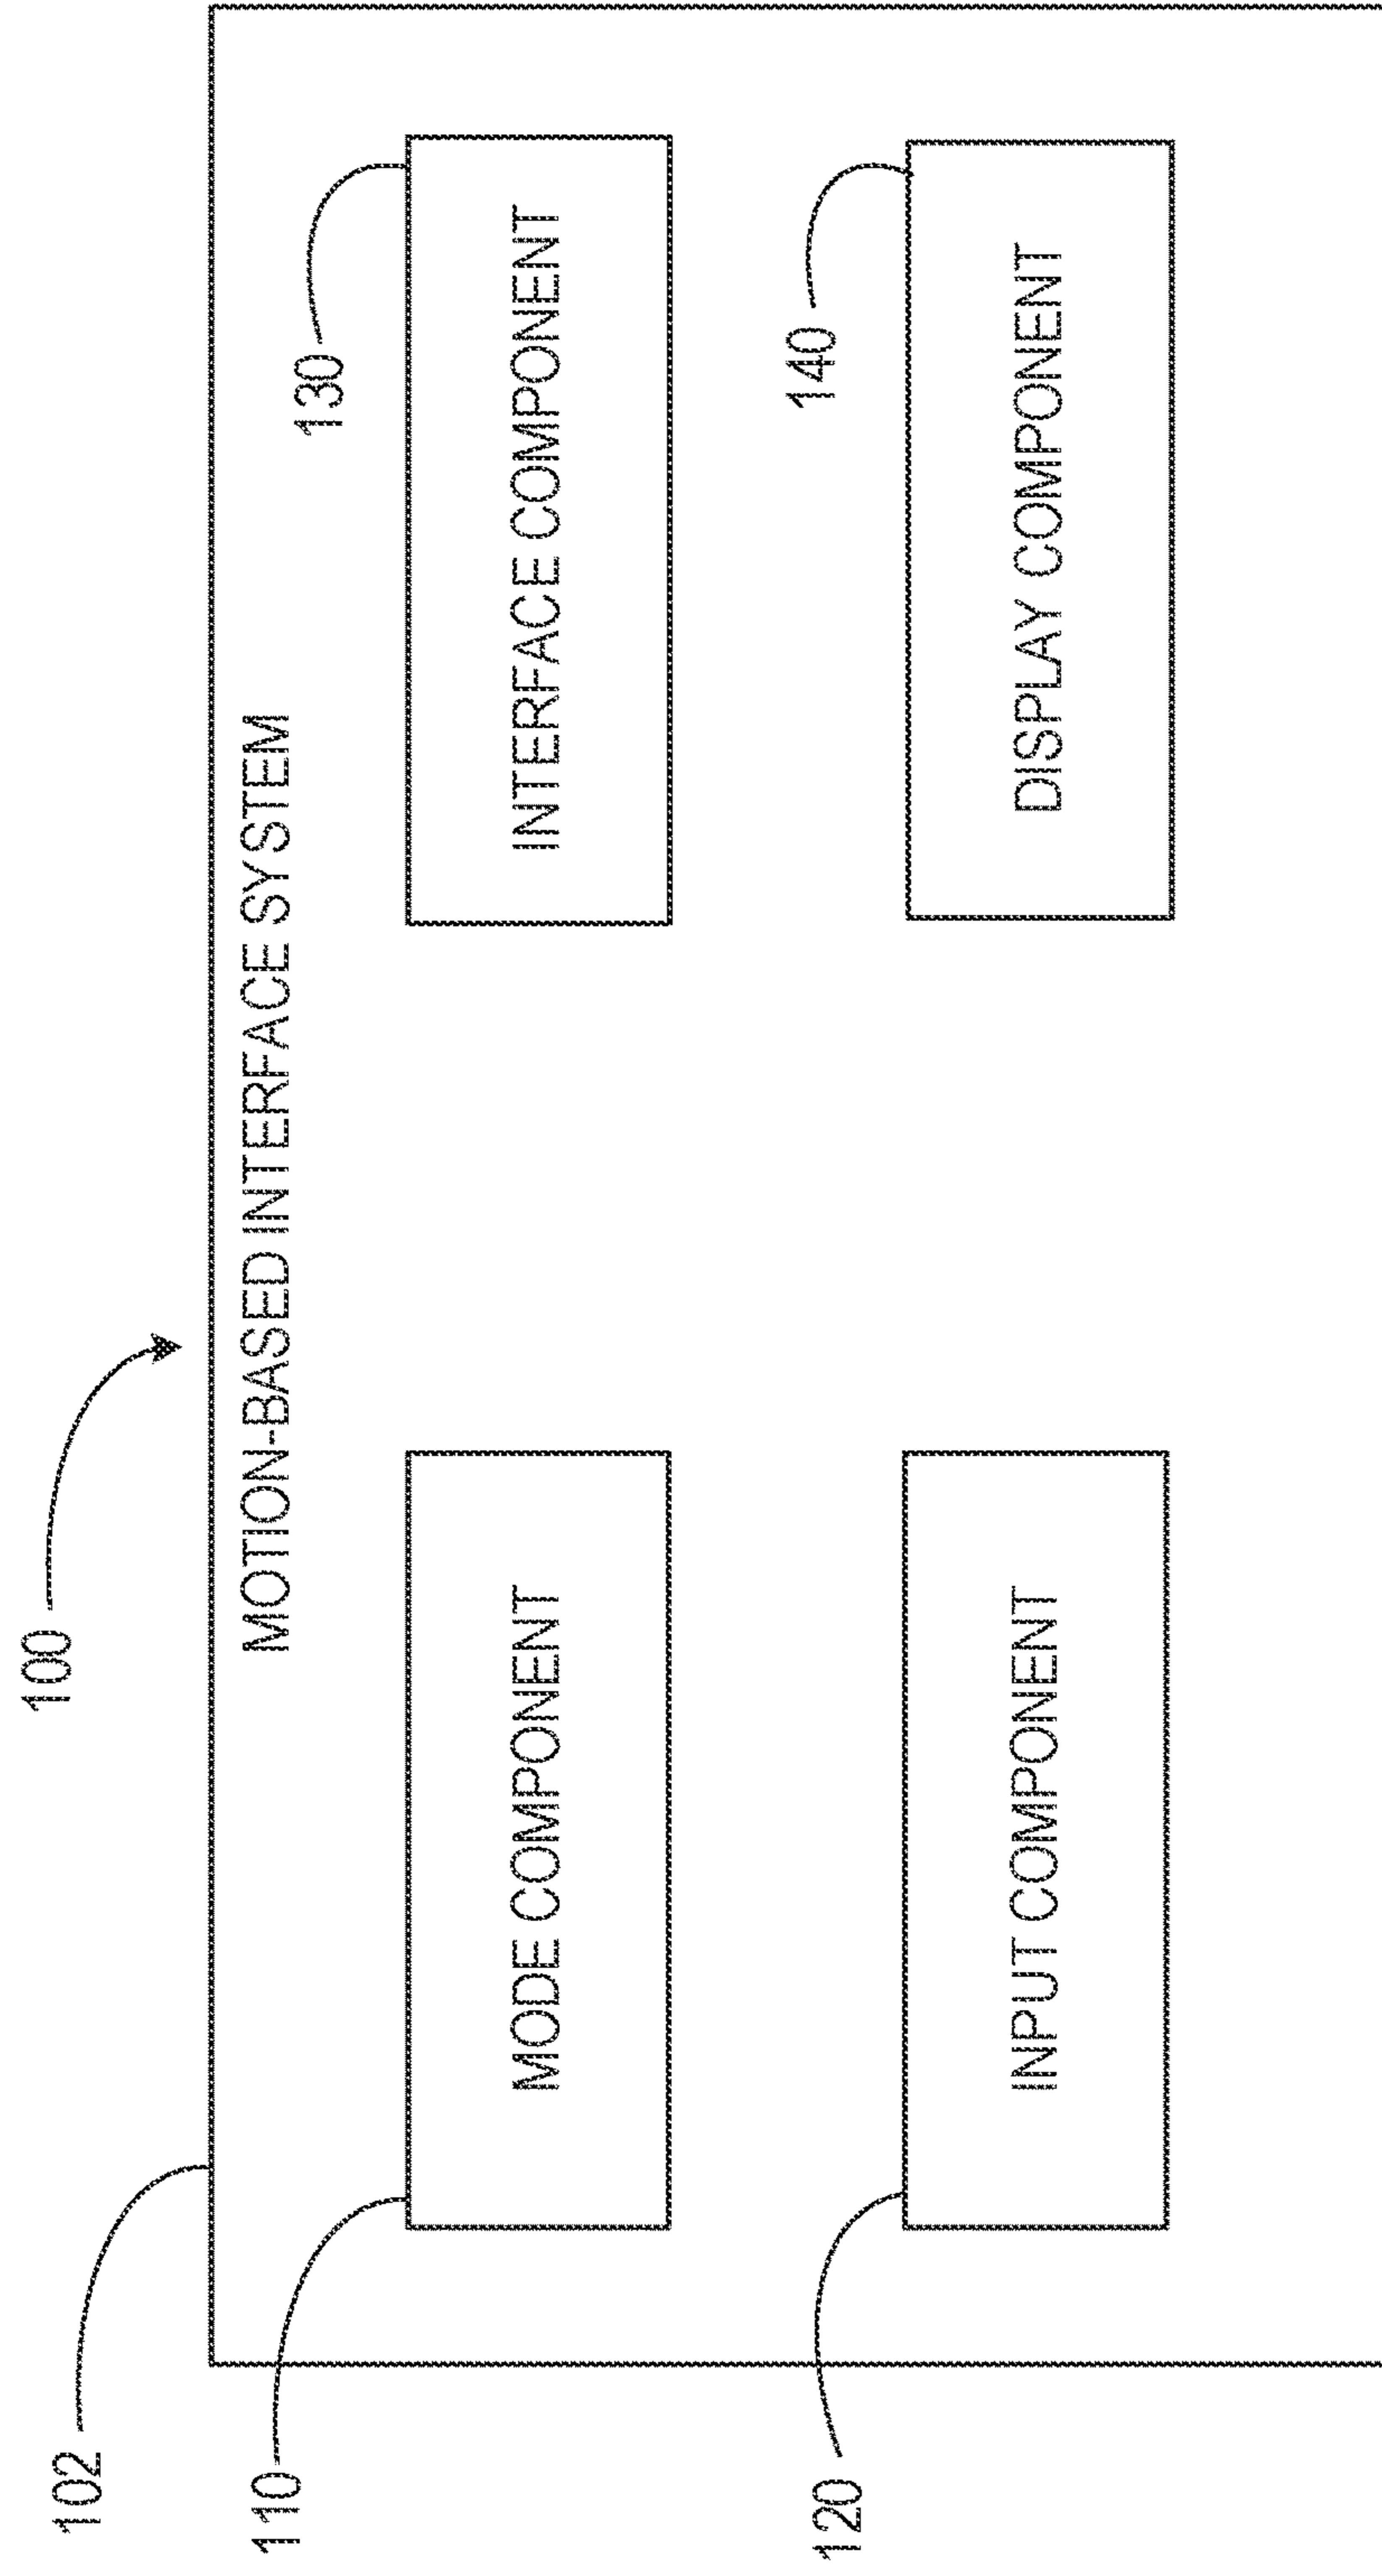 100
102
MOTION-BASED INTERFACE SYSTEM
110
MODE COMPONENT
130
INTERFACE COMPONENT
120
INPUT COMPONENT
140
DISPLAY COMPONENT